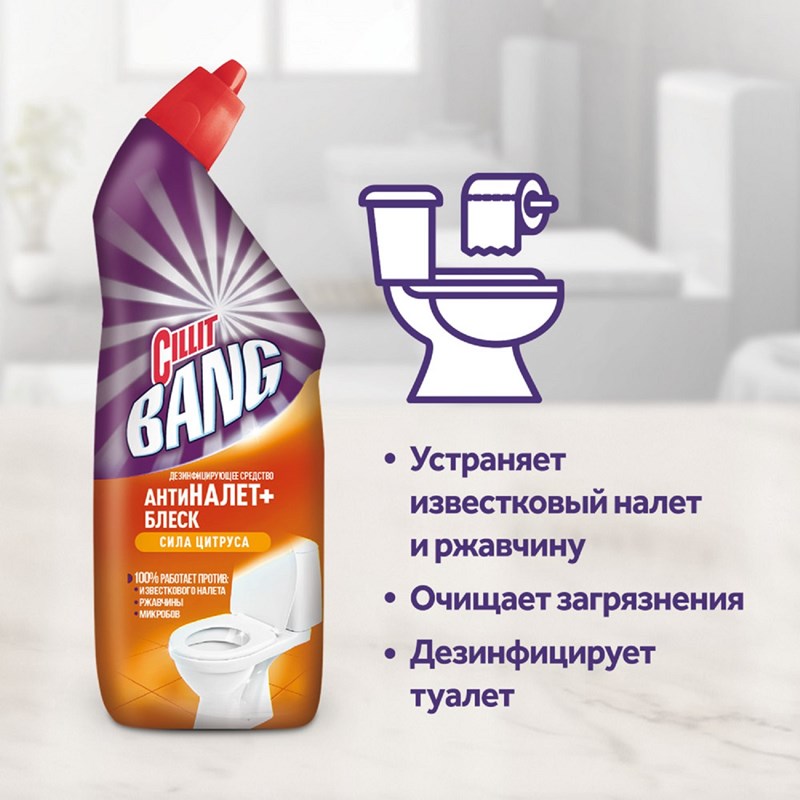 CILLIT
BANG
ДЕЗИНФИЦИРУЮЩЕЕ СРЕДСТВО
АНТИНАЛЕТ+
БЛЕСК
СИЛА ЦИТРУСА
100% РАБОТАЕТ ПРОТИВ:
• ИЗВЕСТКОВОГО НАЛЕТА
• РЖАВЧИНЫ
• МИКРОБОВ
• Устраняет
известковый налет
и ржавчину
• Очищает загрязнения
• Дезинфицирует
туалет